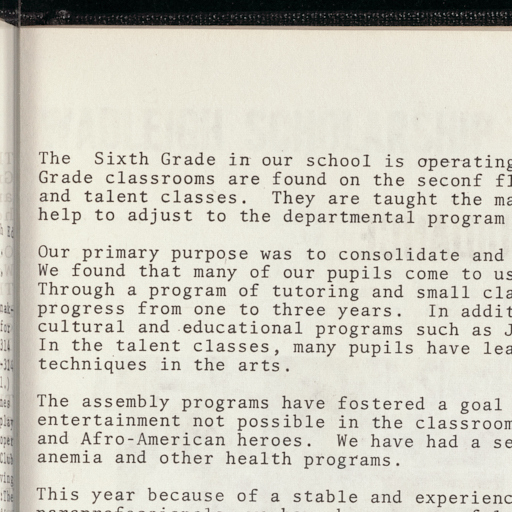 The  Sixth Grade in our school is operating
Grade classrooms are found on the seconf fl
and talent classes.  They are taught the ma
help to adjust to the departmental program
Our primary purpose was to consolidate and
We found that many of our pupils come to us
Through a program of tutoring and small cla
progress from one to three years.  In addit
cultural and educational programs such as J
In the talent classes, many pupils have lea
techniques in the arts.
The assembly programs have fostered a goal
entertainment not possible in the classroom
and Afro-American heroes.  We have had a se
anemia and other health programs.
This year because of a stable and experienc